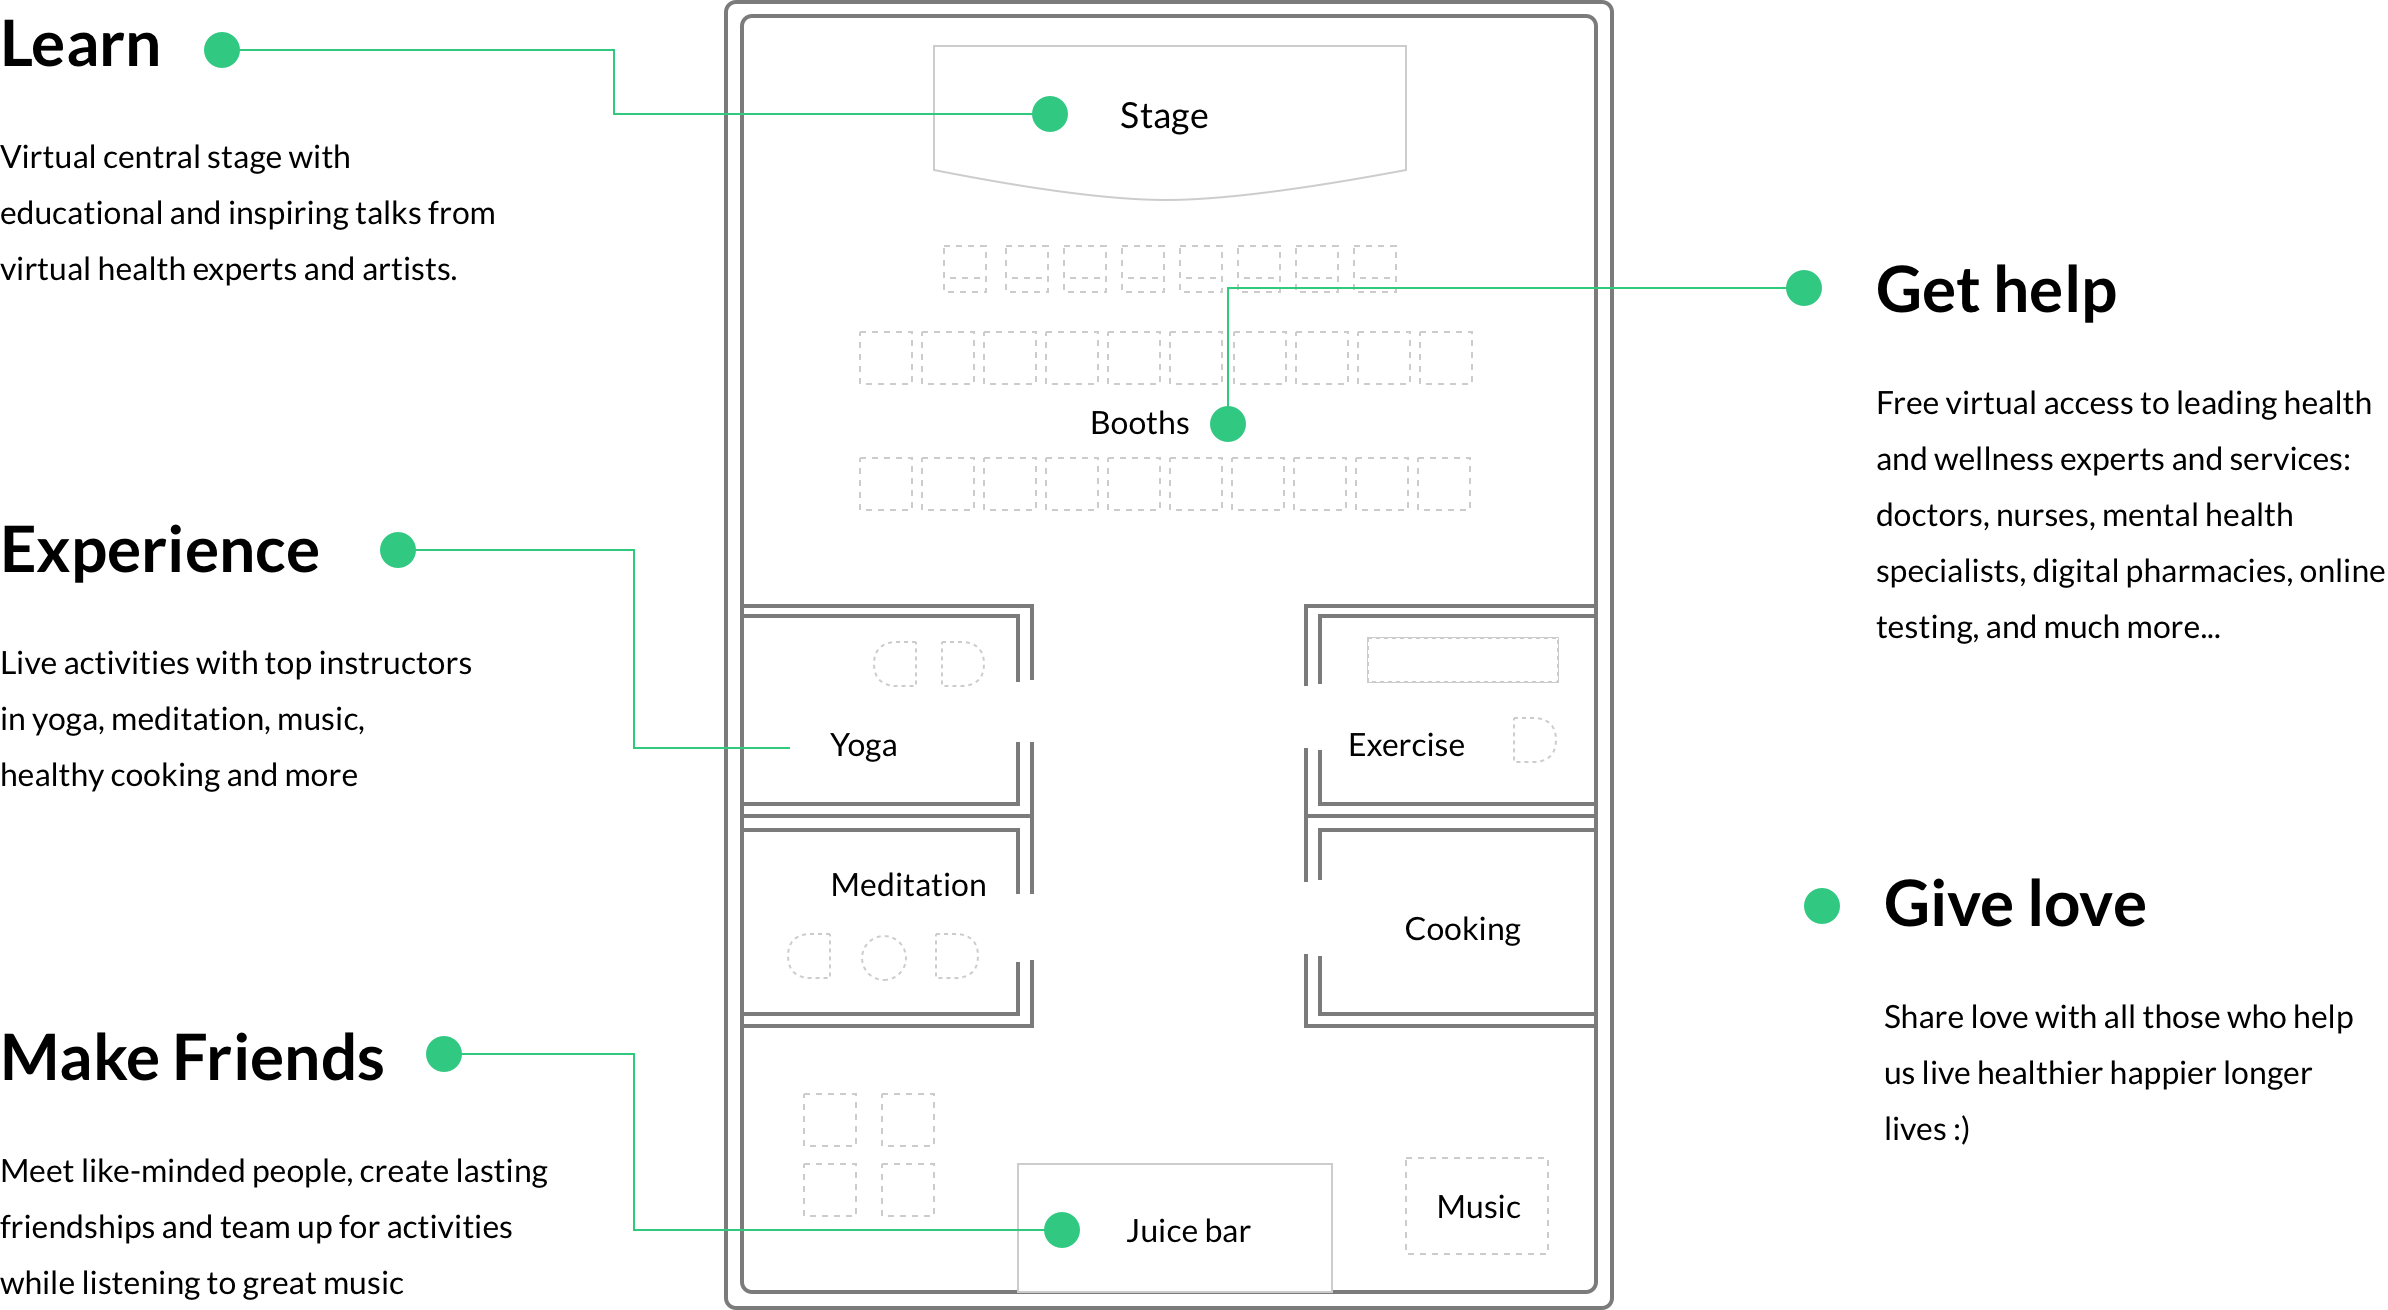 Learn
Virtual central stage with
educational and inspiring talks from
virtual health experts and artists.
Experience
Live activities with top instructors
in yoga, meditation, music,
healthy cooking and more
Make Friends
Meet like-minded people, create lasting
friendships and team up for activities
while listening to great music
Stage
Booths
Yoga
Exercise
Meditation
Cooking
Juice bar
Music
Get help
Free virtual access to leading health
and wellness experts and services:
doctors, nurses, mental health
specialists, digital pharmacies, online
testing, and much more...
Give love
Share love with all those who help
us live healthier happier longer
lives :)